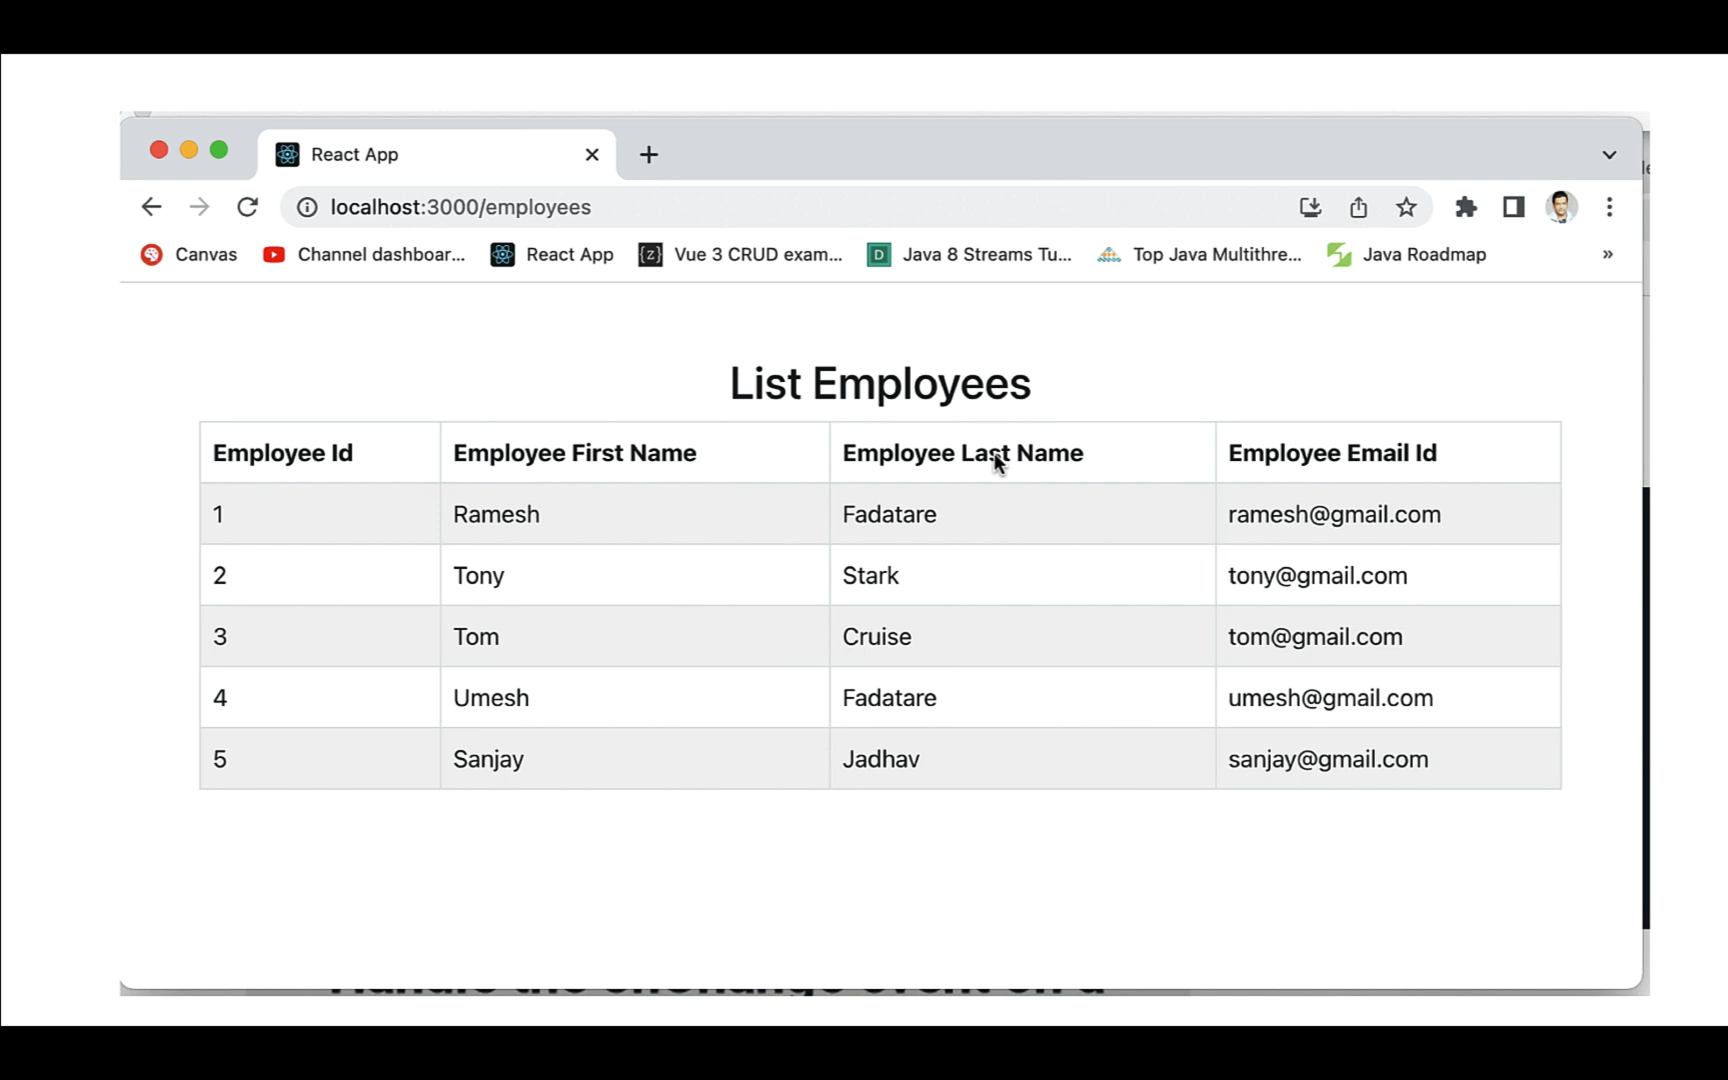 React App
localhost:3000/employees
Canvas Channel dashboar... React App Vue 3 CRUD exam... Java 8 Streams Tu... Top Java Multithre... Java Roadmap »
List Employees
Employee Id Employee First Name Employee Last Name Employee Email Id
1 Ramesh Fadatare ramesh@gmail.com
2 Tony Stark tony@gmail.com
3 Tom Cruise tom@gmail.com
4 Umesh Fadatare umesh@gmail.com
5 Sanjay Jadhav sanjay@gmail.com